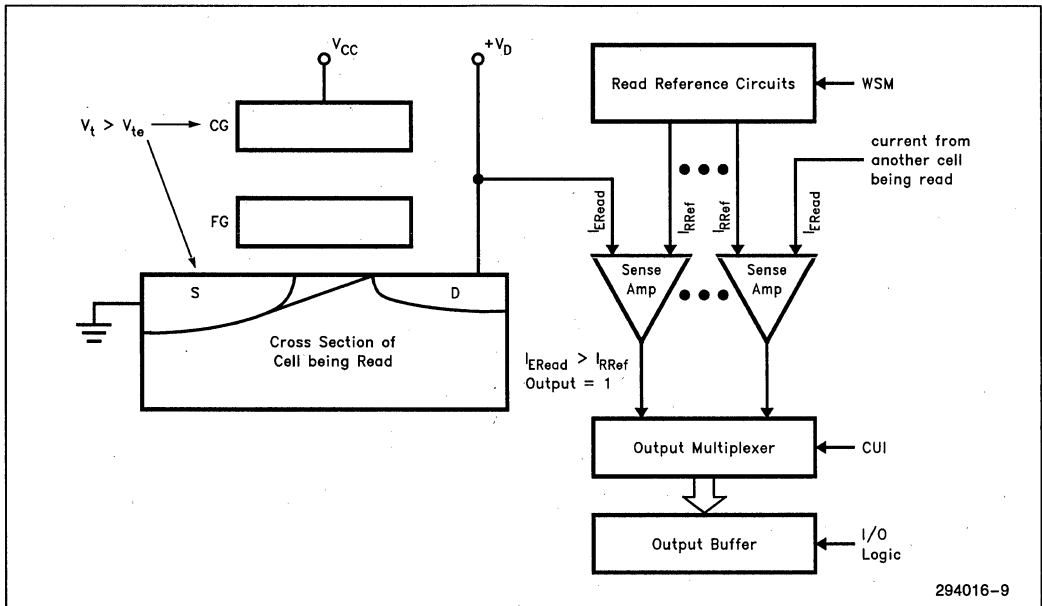 V_CC
+V_D
V_t > V_te
CG
FG
S
D
Cross Section of
Cell being Read
Read Reference Circuits
WSM
current from
another cell
being read
I_ERead
I_RRef
I_RRef
I_ERead
Sense
Amp
Sense
Amp
I_ERead > I_RRef
Output = 1
Output Multiplexer
CUI
Output Buffer
I/O
Logic
294016-9